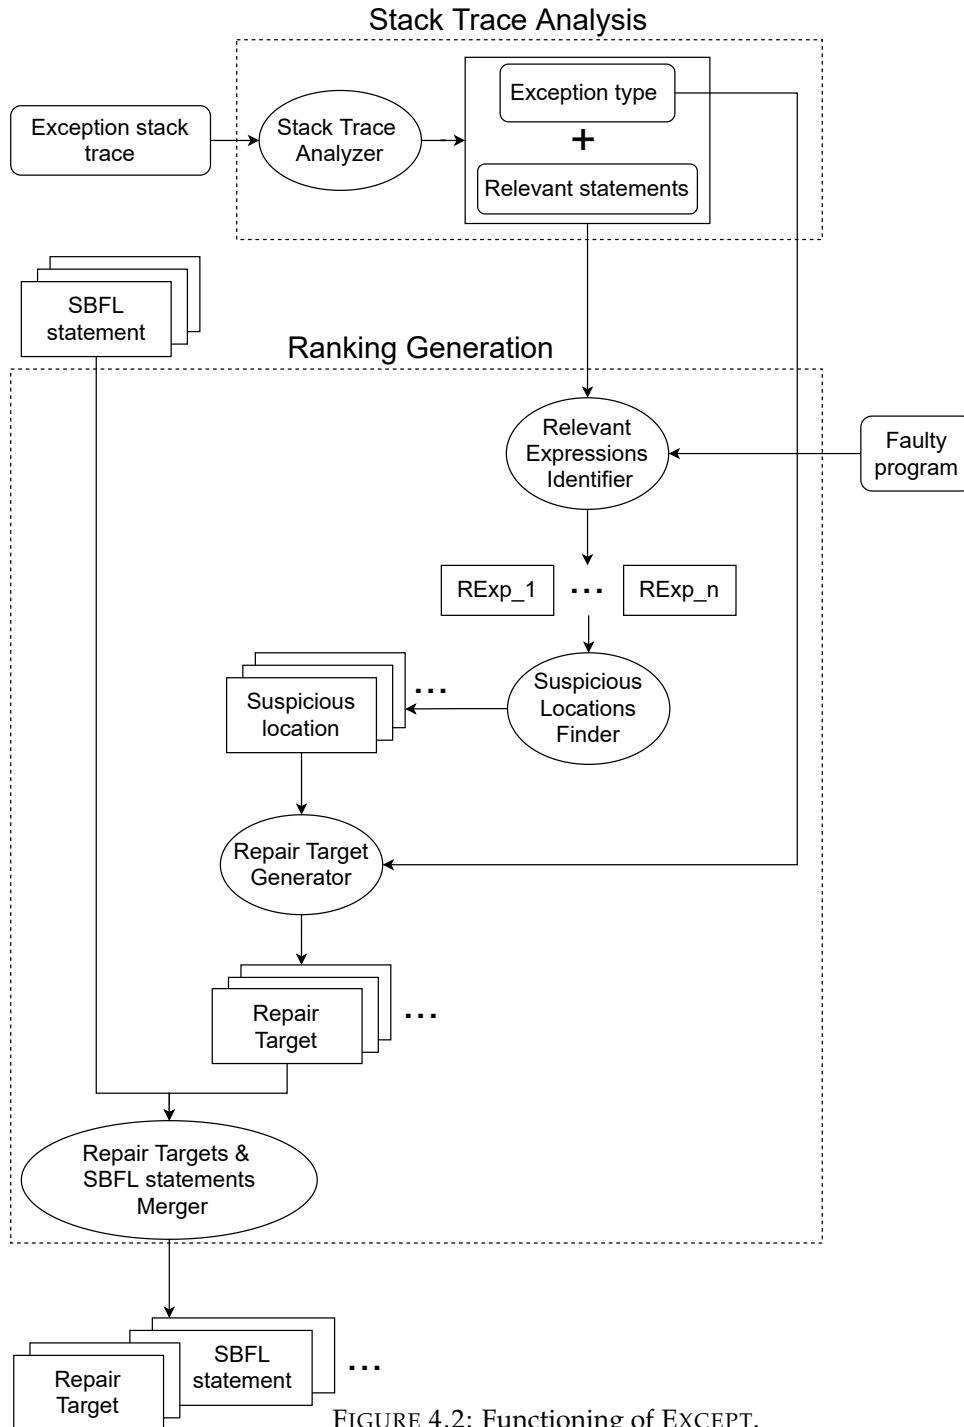 Stack Trace Analysis
Exception type
Exception stack
trace
Stack Trace
Analyzer
+
Relevant statements
SBFL
statement
Ranking Generation
Relevant
Expressions
Identifier
Faulty
program
RExp_1
...
RExp_n
Suspicious
location
...
Suspicious
Locations
Finder
Repair Target
Generator
Repair
Target
...
Repair Targets &
SBFL statements
Merger
SBFL
statement
...
Repair
Target
FIGURE 4.2: Functioning of EXCEPT.